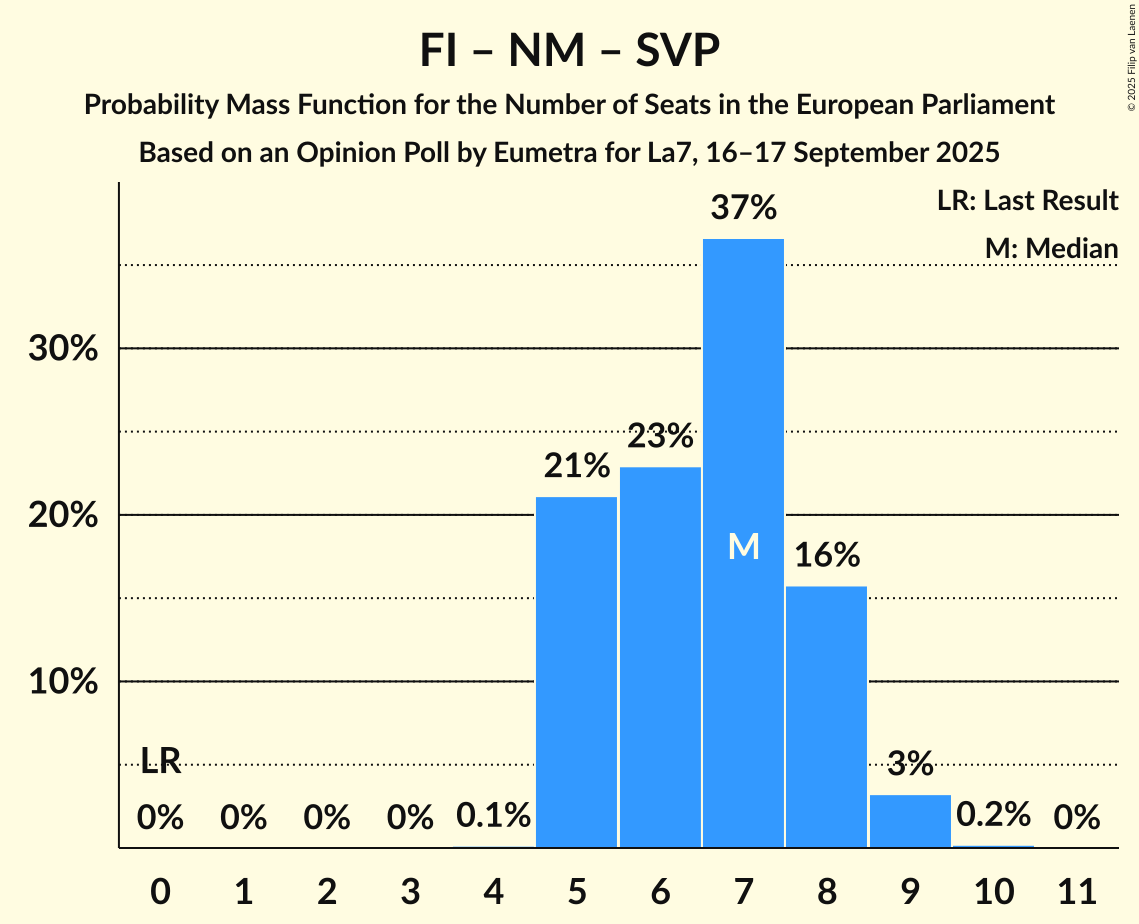 FI – NM – SVP
Probability Mass Function for the Number of Seats in the European Parliament
Based on an Opinion Poll by Eumetra for La7, 16–17 September 2025
© 2025 Filip van Laenen
LR: Last Result
M: Median
37%
30%
23%
21%
20%
M
16%
10%
LR
3%
0% 0% 0% 0% 0.1% 0.2% 0%
0 1 2 3 4 5 6 7 8 9 10 11